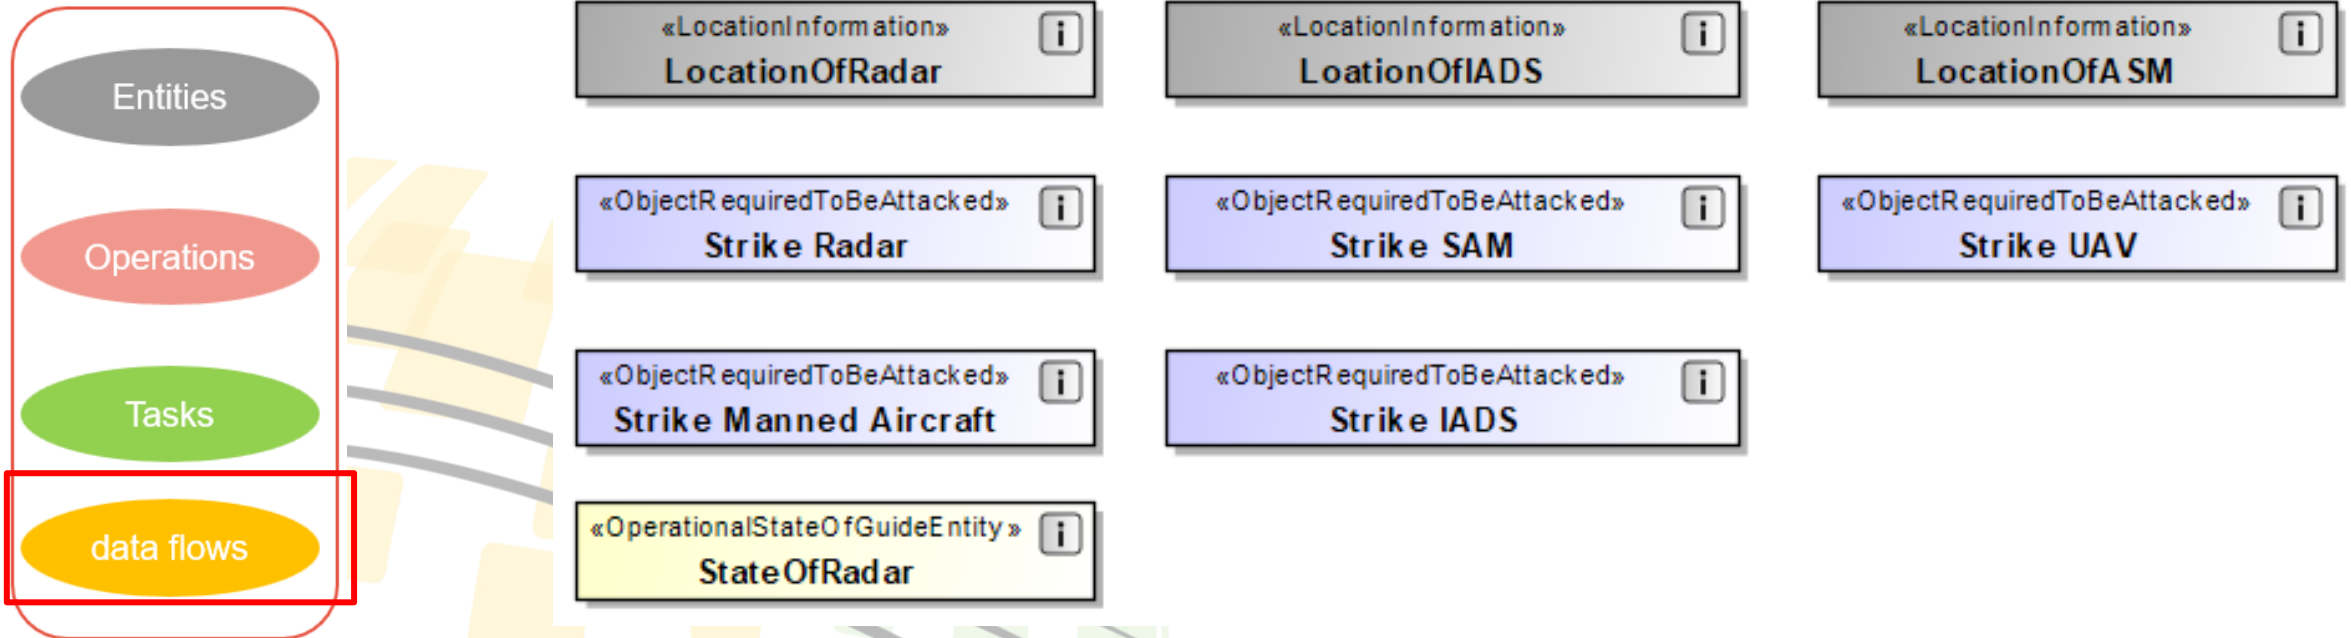 Entities
Operations
Tasks
data flows
«LocationInformation»
LocationOfRadar
«LocationInformation»
LoationOfIADS
«LocationInformation»
LocationOfASM
«ObjectRequiredToBeAttacked»
Strike Radar
«ObjectRequiredToBeAttacked»
Strike SAM
«ObjectRequiredToBeAttacked»
Strike UAV
«ObjectRequiredToBeAttacked»
Strike Manned Aircraft
«ObjectRequiredToBeAttacked»
Strike IADS
«OperationalStateOfGuideEntity»
StateOfRadar